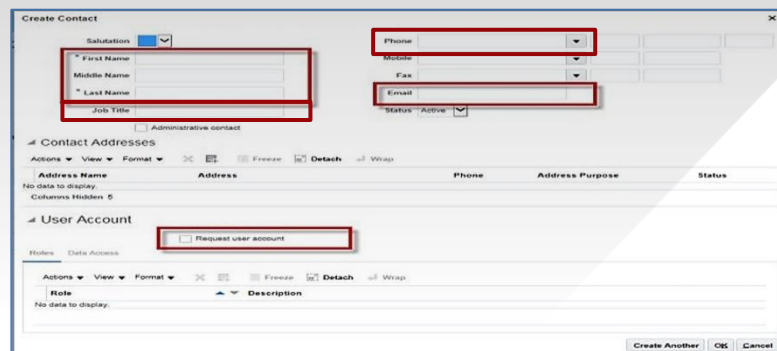 Create Contact
Salutation
* First Name
Middle Name
* Last Name
Job Title
Administrative contact
Phone
Mobile
Fax
Email
Status Active
Contact Addresses
Actions View Format Freeze Detach Wrap
Address Name Address Phone Address Purpose Status
No data to display.
Columns Hidden 5
User Account
Request user account
Roles Data Access
Actions View Format Freeze Detach Wrap
Role Description
No data to display.
Create Another OK Cancel